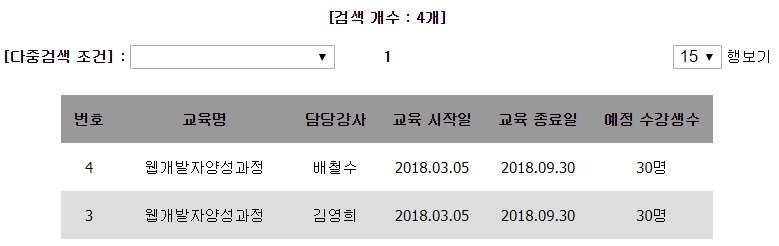 [검색 개수 : 4개]
[다중검색 조건] : 1 15 행보기
번호 교육명 담당강사 교육 시작일 교육 종료일 예정 수강생수
4 웹개발자양성과정 배철수 2018.03.05 2018.09.30 30명
3 웹개발자양성과정 김영희 2018.03.05 2018.09.30 30명